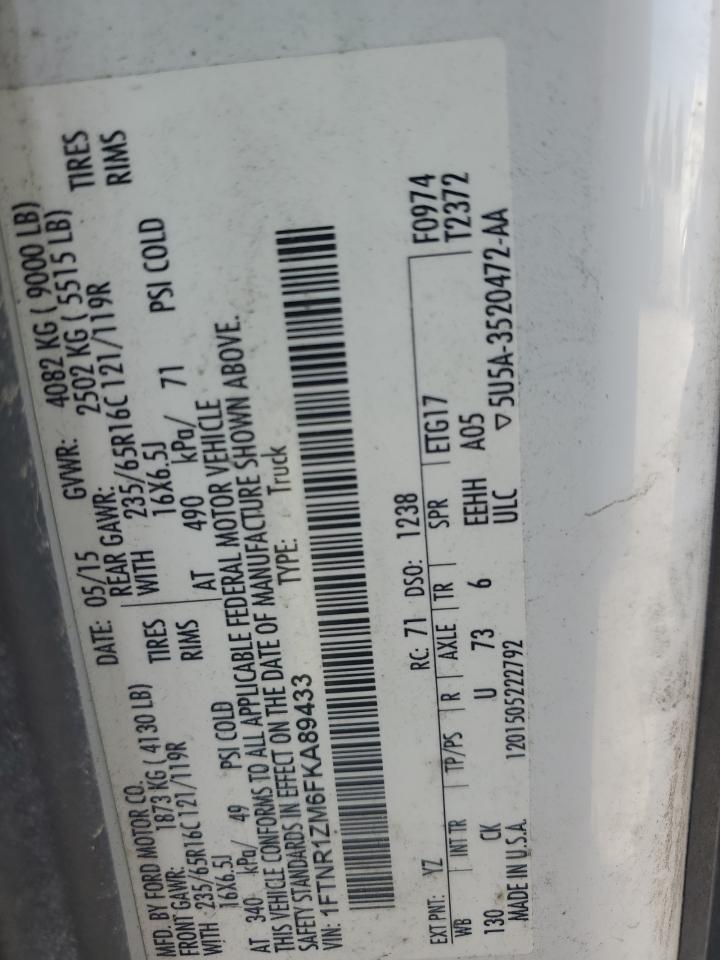 MFD. BY FORD MOTOR CO. DATE: 05/15 GVWR: 4082 KG ( 9000 LB)
FRONT GAWR: 1873 KG ( 4130 LB) REAR GAWR: 2502 KG ( 5515 LB)
WITH 235/65R16C 121/119R TIRES WITH 235/65R16C 121/119R TIRES
16X6.5J RIMS 16X6.5J RIMS
AT 340 kPa/ 49 PSI COLD AT 490 kPa/ 71 PSI COLD
THIS VEHICLE CONFORMS TO ALL APPLICABLE FEDERAL MOTOR VEHICLE
SAFETY STANDARDS IN EFFECT ON THE DATE OF MANUFACTURE SHOWN ABOVE.
VIN: 1FTNR1ZM6FKA89433 TYPE: Truck
EXT PNT: YZ RC: 71 DSO: 1238 F0974
WB INT TR TP/PS R AXLE TR SPR ETG17 T2372
130 CK U 73 6 EEHH A05
MADE IN U.S.A. 1201505222792 ULC ▽5U5A-3520472-AA